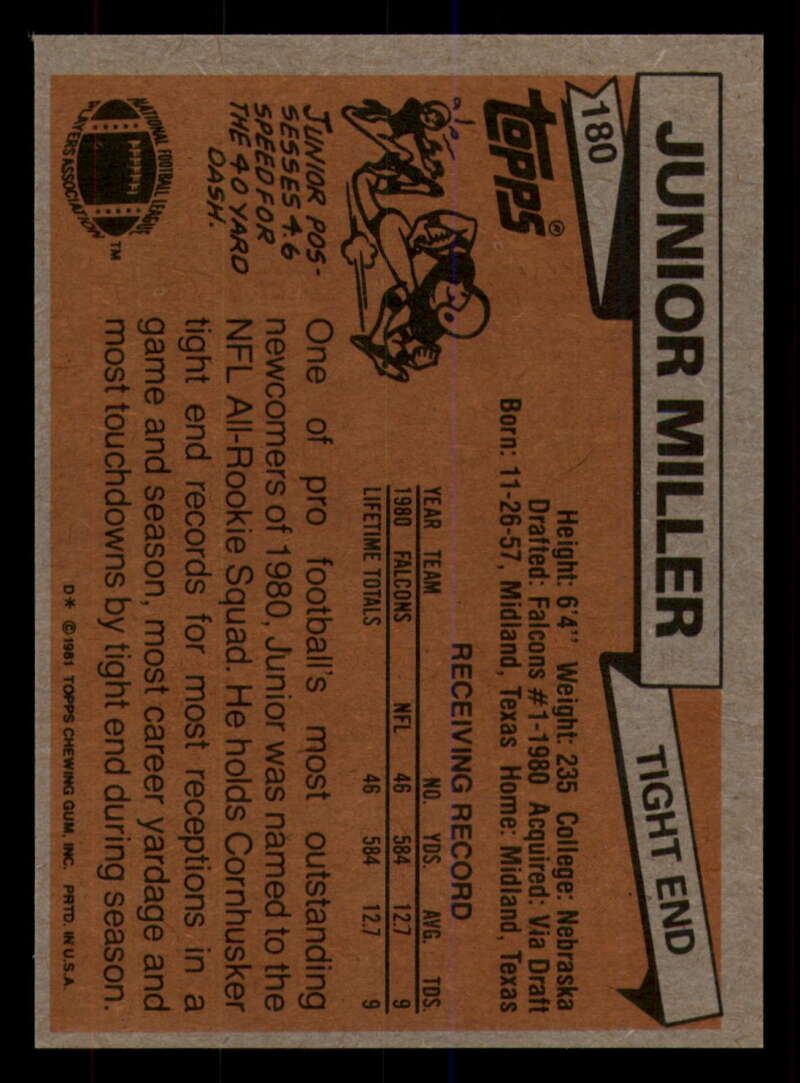 180
JUNIOR MILLER
TIGHT END
TOPPS®
Height: 6'4" Weight: 235 College: Nebraska
Drafted: Falcons #1-1980 Acquired: Via Draft
Born: 11-26-57, Midland, Texas Home: Midland, Texas
RECEIVING RECORD
YEAR TEAM NO. YDS. AVG. TDS.
1980 FALCONS NFL 46 584 12.7 9
LIFETIME TOTALS 46 584 12.7 9
JUNIOR POS-
SESSES 4.6
SPEED FOR
THE 40 YARD
DASH.
One of pro football's most outstanding
newcomers of 1980, Junior was named to the
NFL All-Rookie Squad. He holds Cornhusker
tight end records for most receptions in a
game and season, most career yardage and
most touchdowns by tight end during season.
NATIONAL FOOTBALL LEAGUE
PLAYERS ASSOCIATION
TM
D* ©1981 TOPPS CHEWING GUM, INC. PRTD. IN U.S.A.